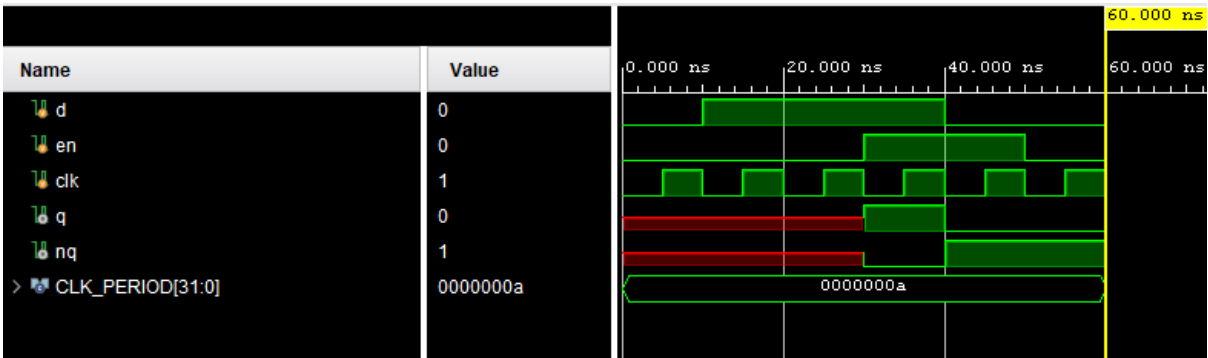 60.000 ns
Name Value
0.000 ns 20.000 ns 40.000 ns 60.000 ns
d 0
en 0
clk 1
q 0
nq 1
CLK_PERIOD[31:0] 0000000a 0000000a